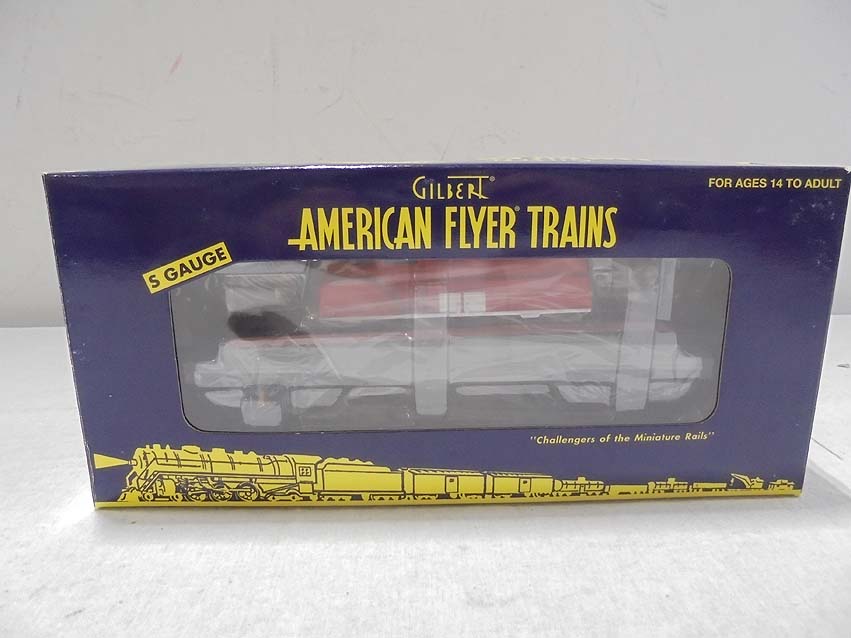 GILBERT®
AMERICAN FLYER® TRAINS
FOR AGES 14 TO ADULT
S GAUGE
"Challengers of the Miniature Rails"